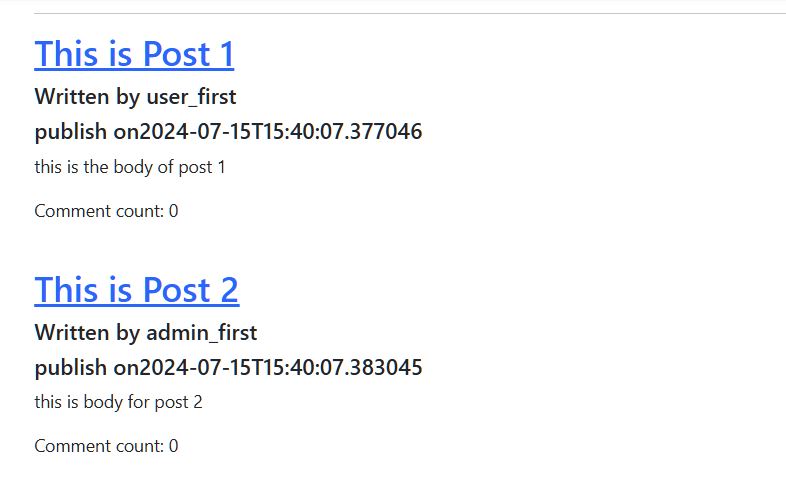 This is Post 1
Written by user_first
publish on2024-07-15T15:40:07.377046
this is the body of post 1
Comment count: 0
This is Post 2
Written by admin_first
publish on2024-07-15T15:40:07.383045
this is body for post 2
Comment count: 0